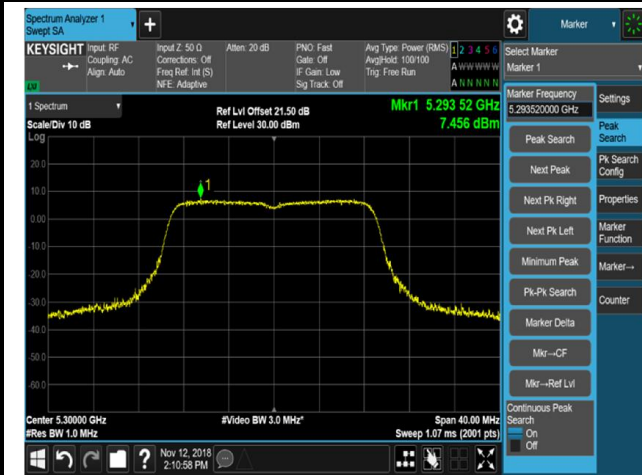 Spectrum Analyzer 1
Swept SA
+
Marker
KEYSIGHT
Input: RF
Coupling: AC
Align: Auto
Input Z: 50 Ω
Corrections: Off
Freq Ref: Int (S)
NFE: Adaptive
Atten: 20 dB
PNO: Fast
Gate: Off
IF Gain: Low
Sig Track: Off
Avg Type: Power (RMS)
Avg|Hold: 100/100
Trig: Free Run
1 2 3 4 5 6
A W W W W W
A N N N N N
LXI
Select Marker
Marker 1
1 Spectrum
Scale/Div 10 dB
Log
Ref Lvl Offset 21.50 dB
Ref Level 30.00 dBm
Mkr1 5.293 52 GHz
7.456 dBm
1
20.0
10.0
0.00
-10.0
-20.0
-30.0
-40.0
-50.0
-60.0
Center 5.30000 GHz
#Res BW 1.0 MHz
#Video BW 3.0 MHz*
Span 40.00 MHz
Sweep 1.07 ms (2001 pts)
Marker Frequency
5.293520000 GHz
Peak Search
Next Peak
Next Pk Right
Next Pk Left
Minimum Peak
Pk-Pk Search
Marker Delta
Mkr→CF
Mkr→Ref Lvl
Continuous Peak
Search
On
Off
Settings
Peak
Search
Pk Search
Config
Properties
Marker
Function
Marker→
Counter
?
Nov 12, 2018
2:10:58 PM